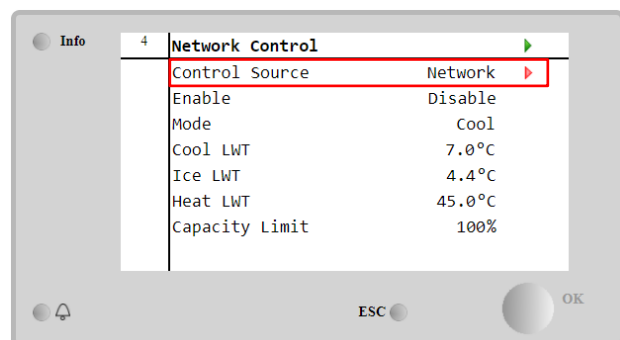 Info
4 Network Control
Control Source Network
Enable Disable
Mode Cool
Cool LWT 7.0°C
Ice LWT 4.4°C
Heat LWT 45.0°C
Capacity Limit 100%
ESC OK